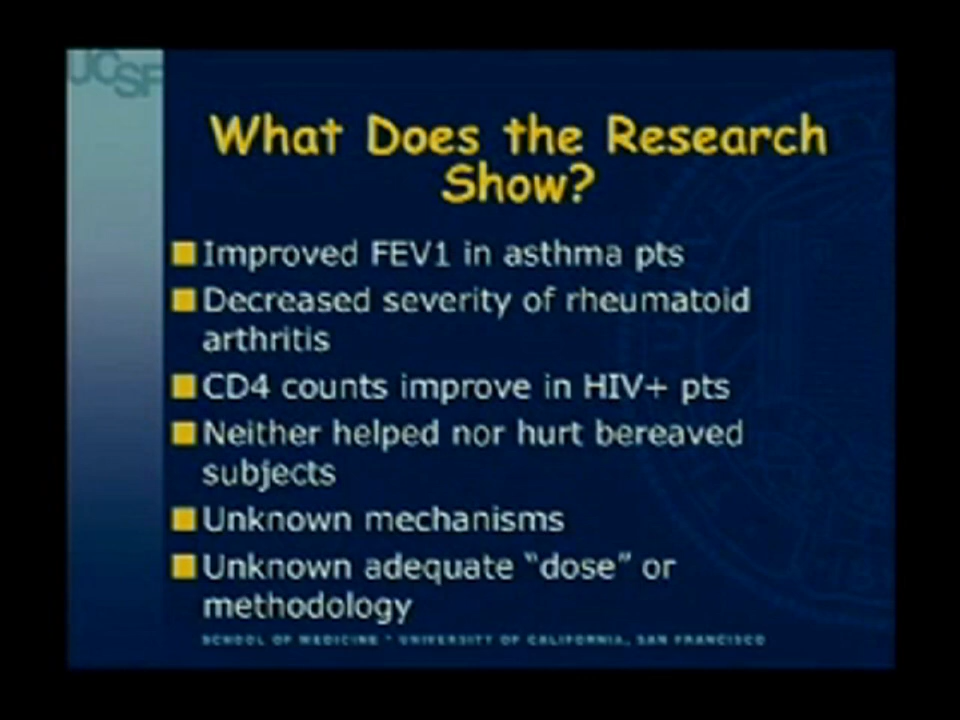 UCSF
What Does the Research
Show?
Improved FEV1 in asthma pts
Decreased severity of rheumatoid
arthritis
CD4 counts improve in HIV+ pts
Neither helped nor hurt bereaved
subjects
Unknown mechanisms
Unknown adequate “dose” or
methodology
SCHOOL OF MEDICINE * UNIVERSITY OF CALIFORNIA, SAN FRANCISCO